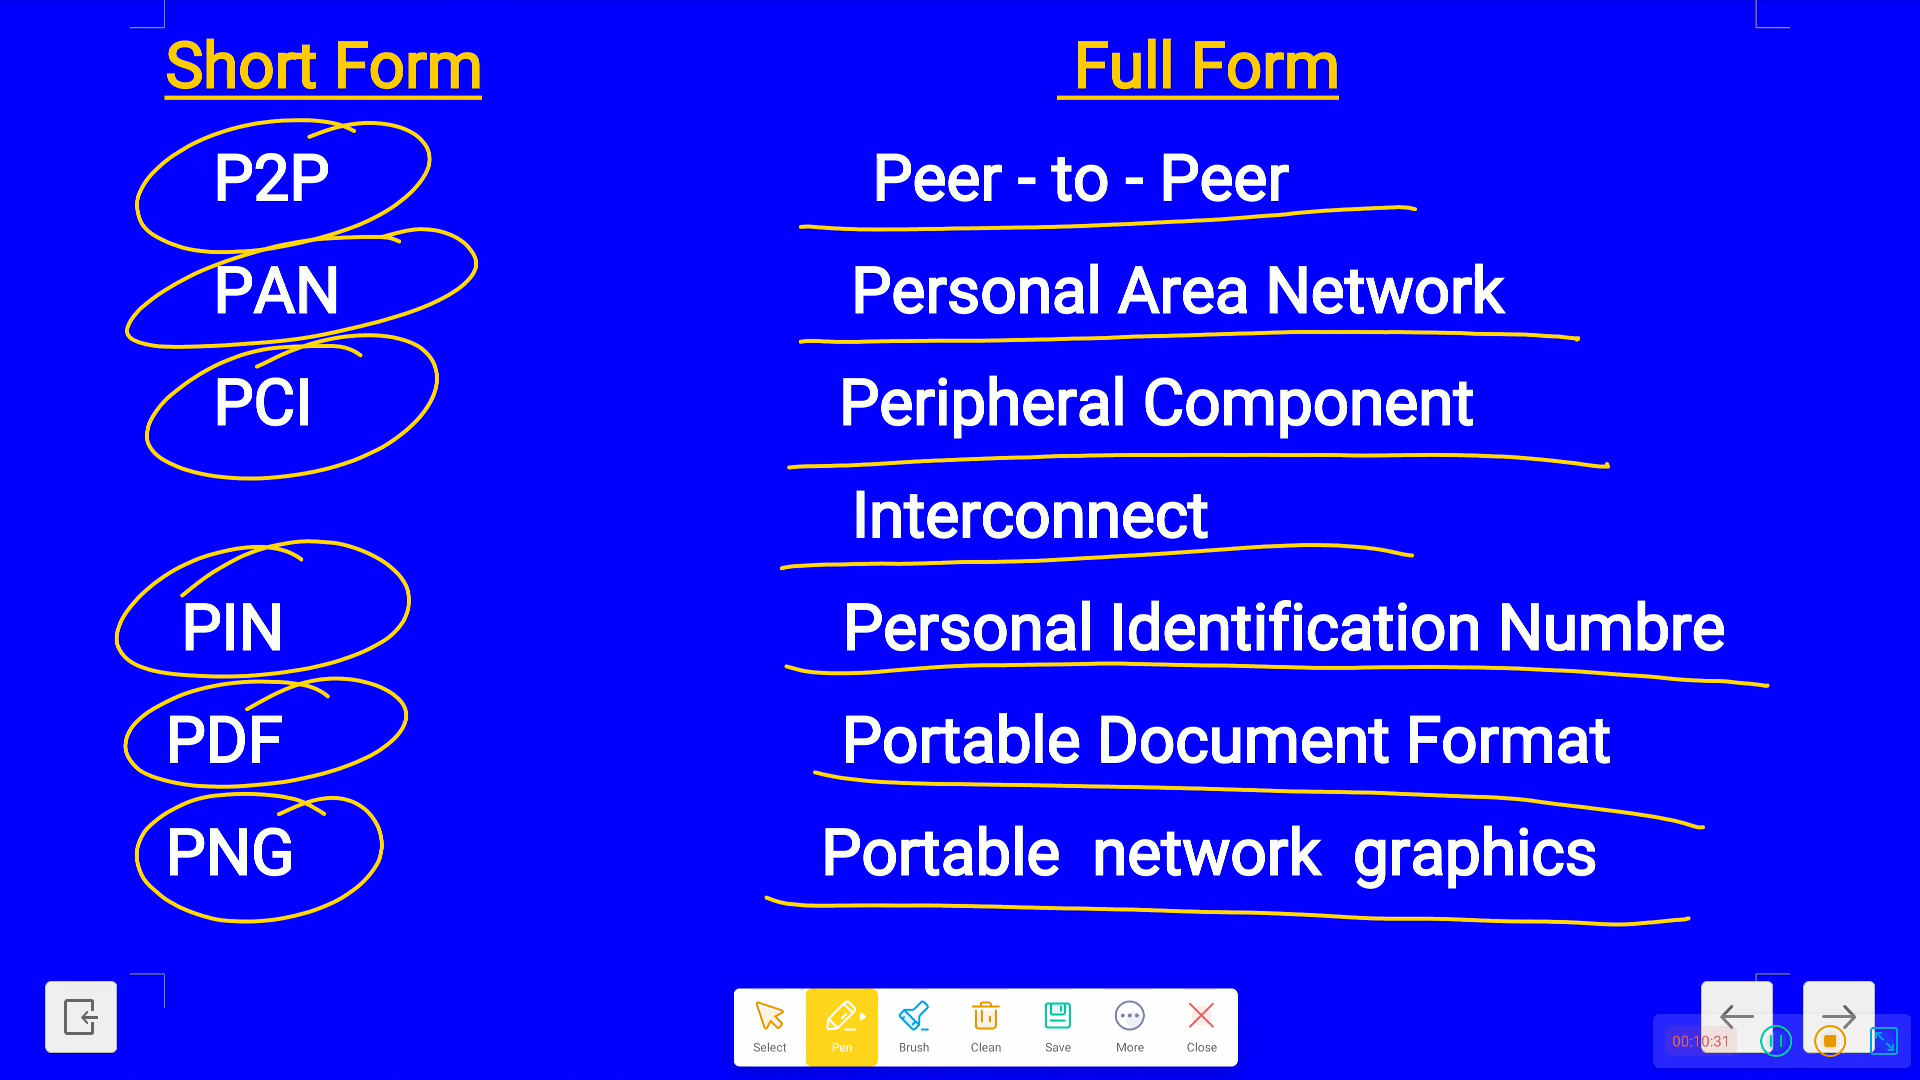 Short Form Full Form
P2P Peer - to - Peer
PAN Personal Area Network
PCI Peripheral Component
Interconnect
PIN Personal Identification Numbre
PDF Portable Document Format
PNG Portable network graphics
Select Pen Brush Clean Save More Close
00:10:31